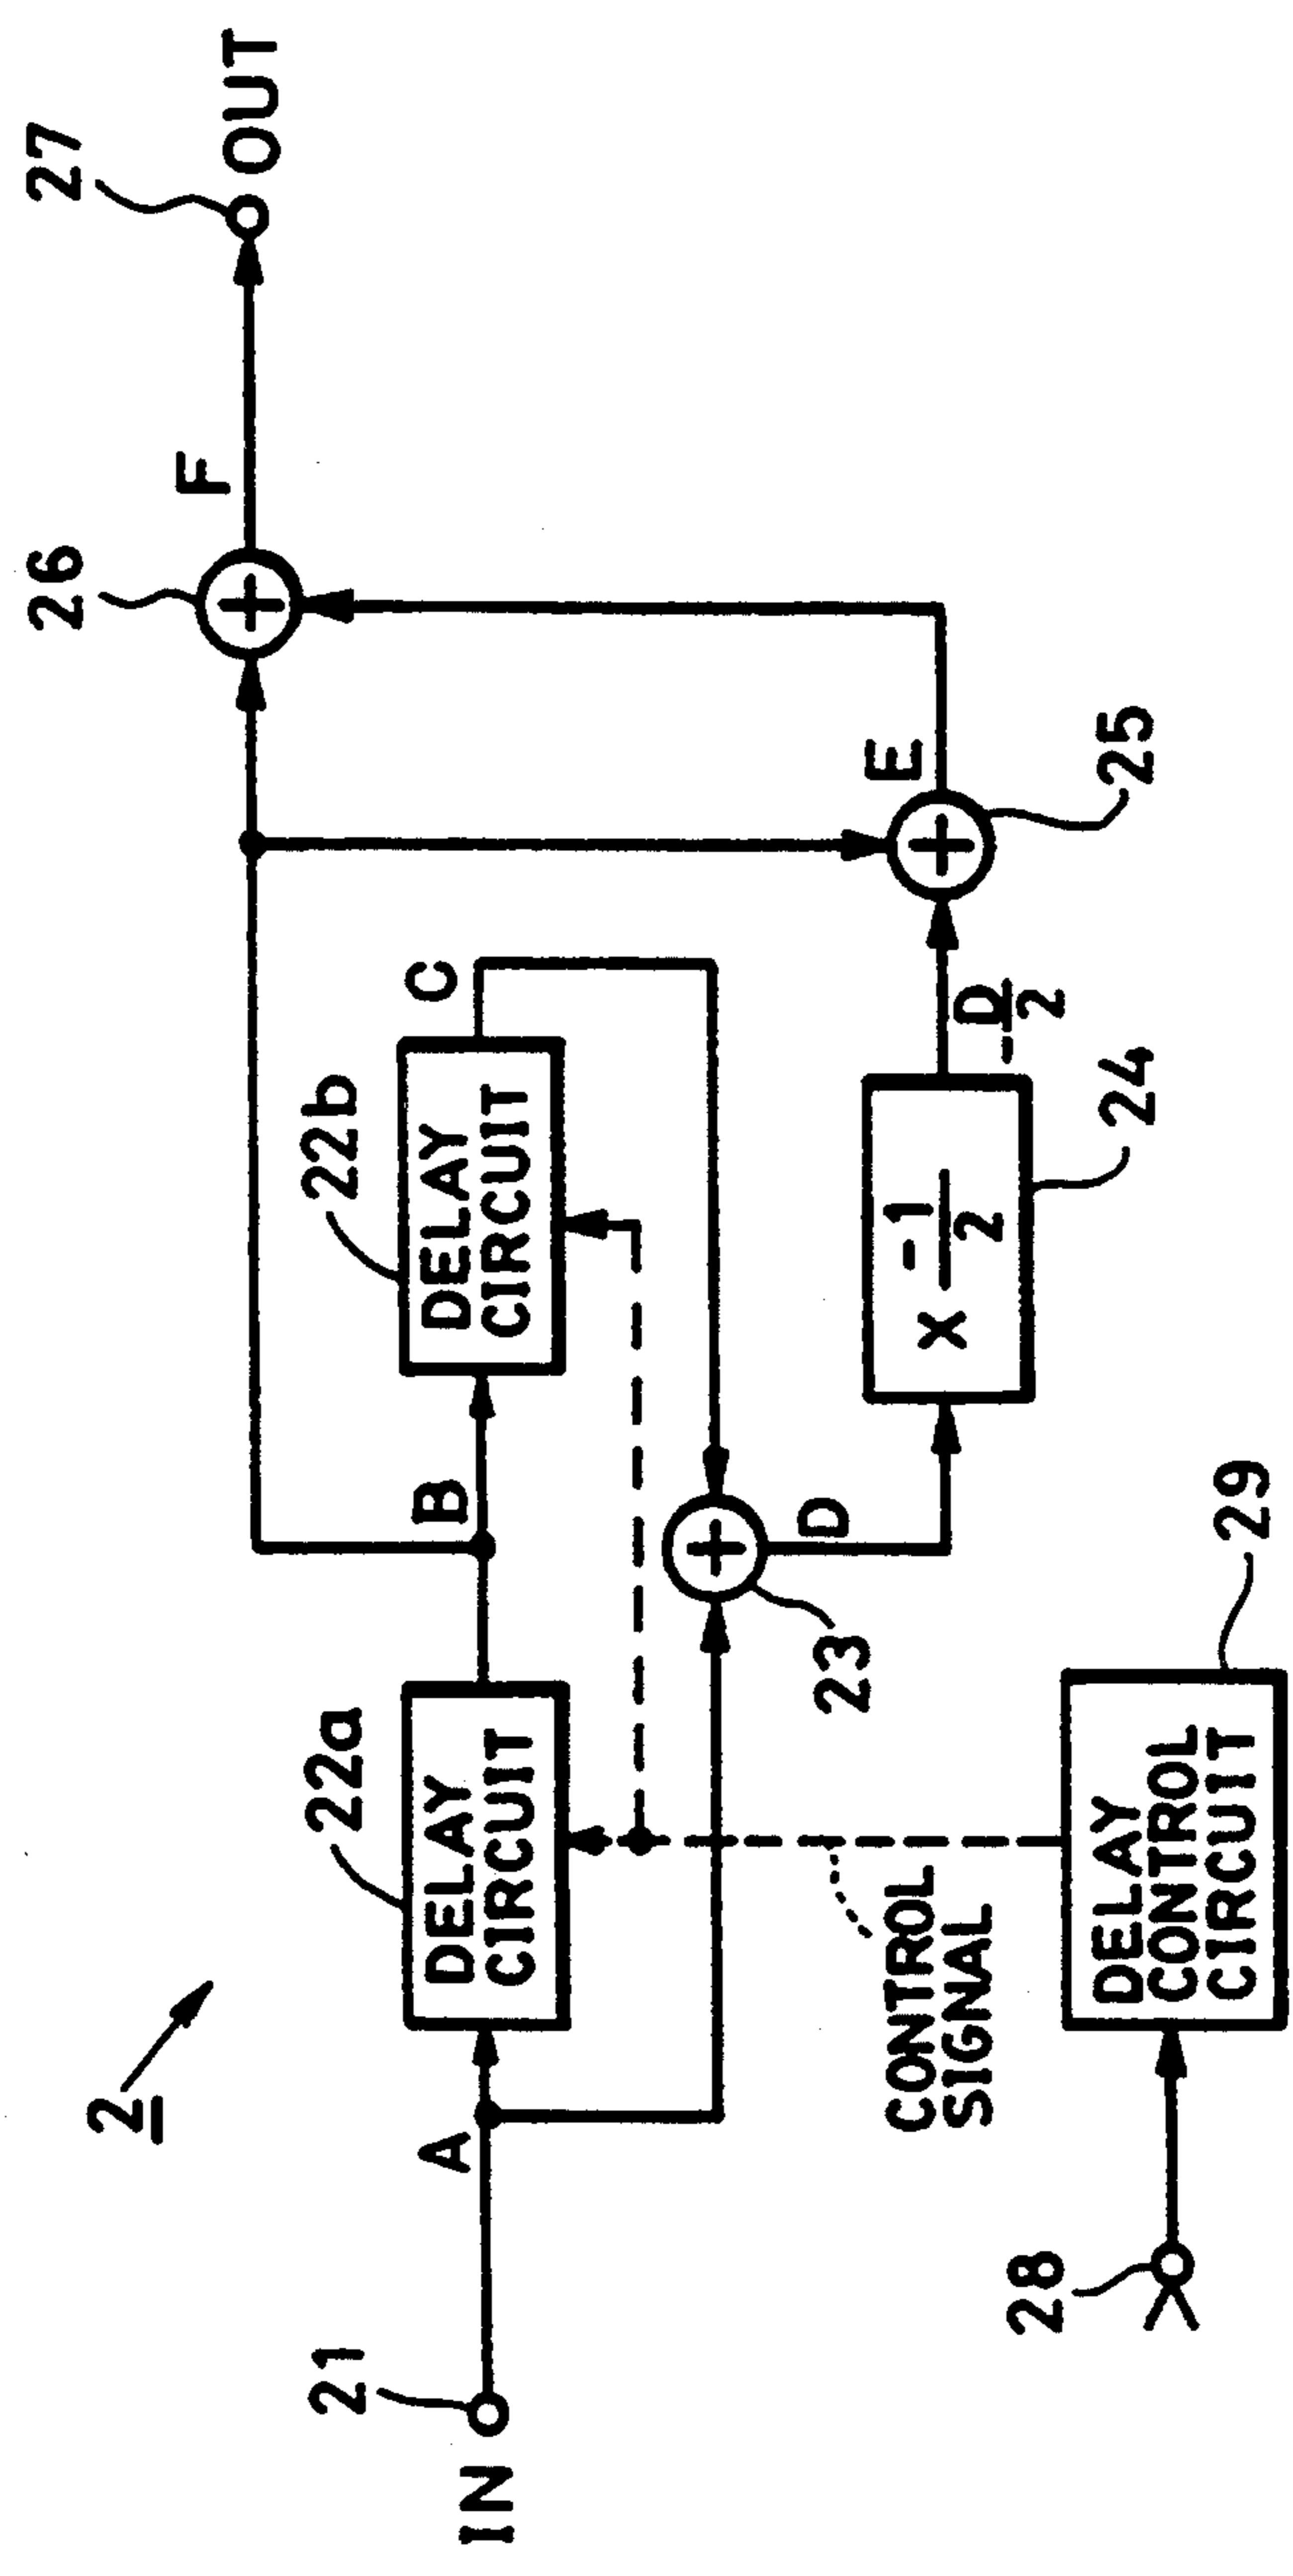 2
27
OUT
26
F
22b
DELAY
CIRCUIT
C
B
22a
DELAY
CIRCUIT
A
21
IN
23
D
E
25
x -1/2
24
-D/2
CONTROL
SIGNAL
28
DELAY
CONTROL
CIRCUIT
29